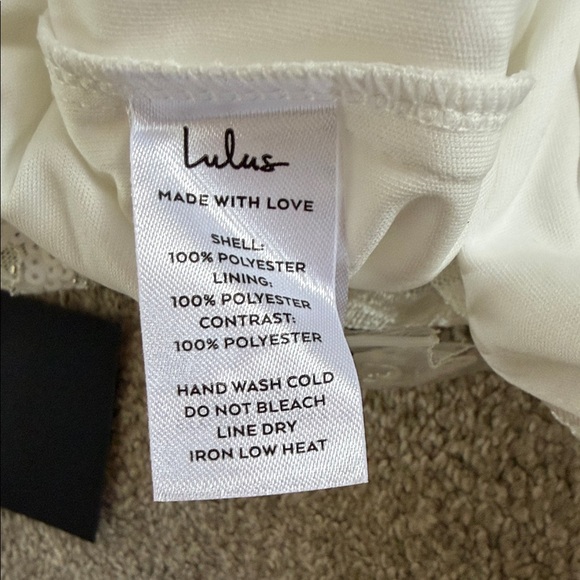 Lulus
MADE WITH LOVE
SHELL:
100% POLYESTER
LINING:
100% POLYESTER
CONTRAST:
100% POLYESTER
HAND WASH COLD
DO NOT BLEACH
LINE DRY
IRON LOW HEAT